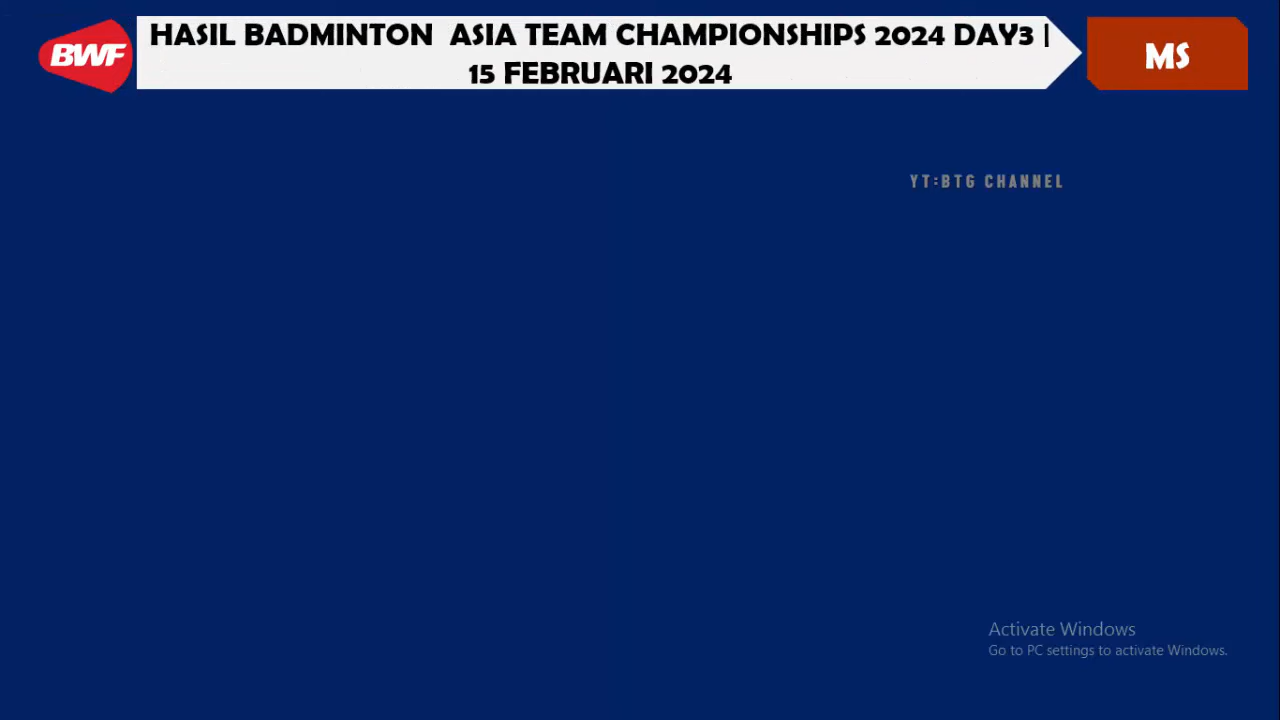 BWF
HASIL BADMINTON  ASIA TEAM CHAMPIONSHIPS 2024 DAY3 |
15 FEBRUARI 2024
MS
YT:BTG CHANNEL
Activate Windows
Go to PC settings to activate Windows.